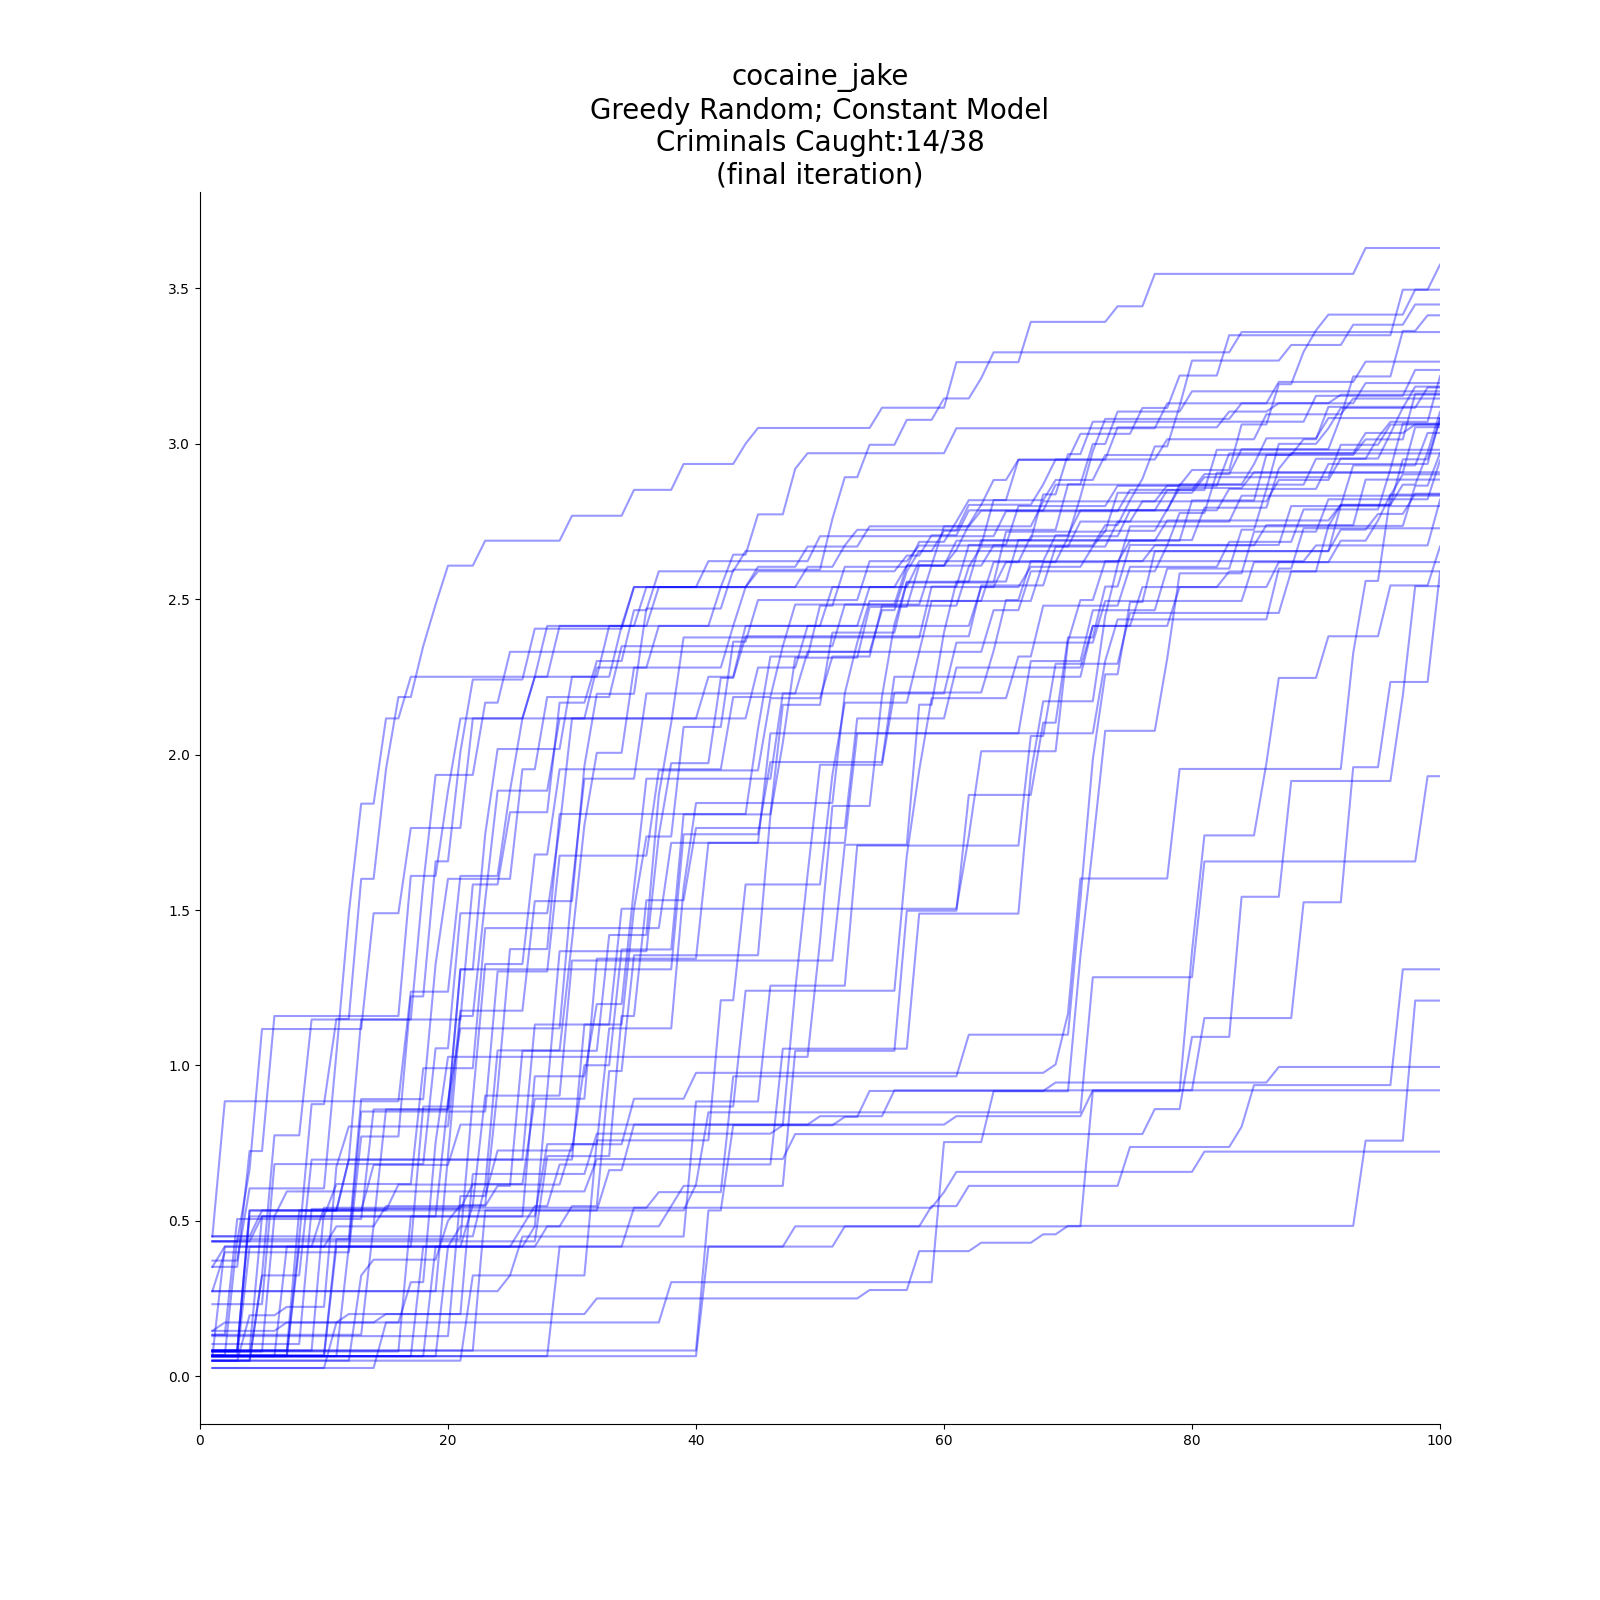 cocaine_jake
Greedy Random; Constant Model
Criminals Caught:14/38
(final iteration)
3.5
3.0
2.5
2.0
1.5
1.0
0.5
0.0
0 20 40 60 80 100